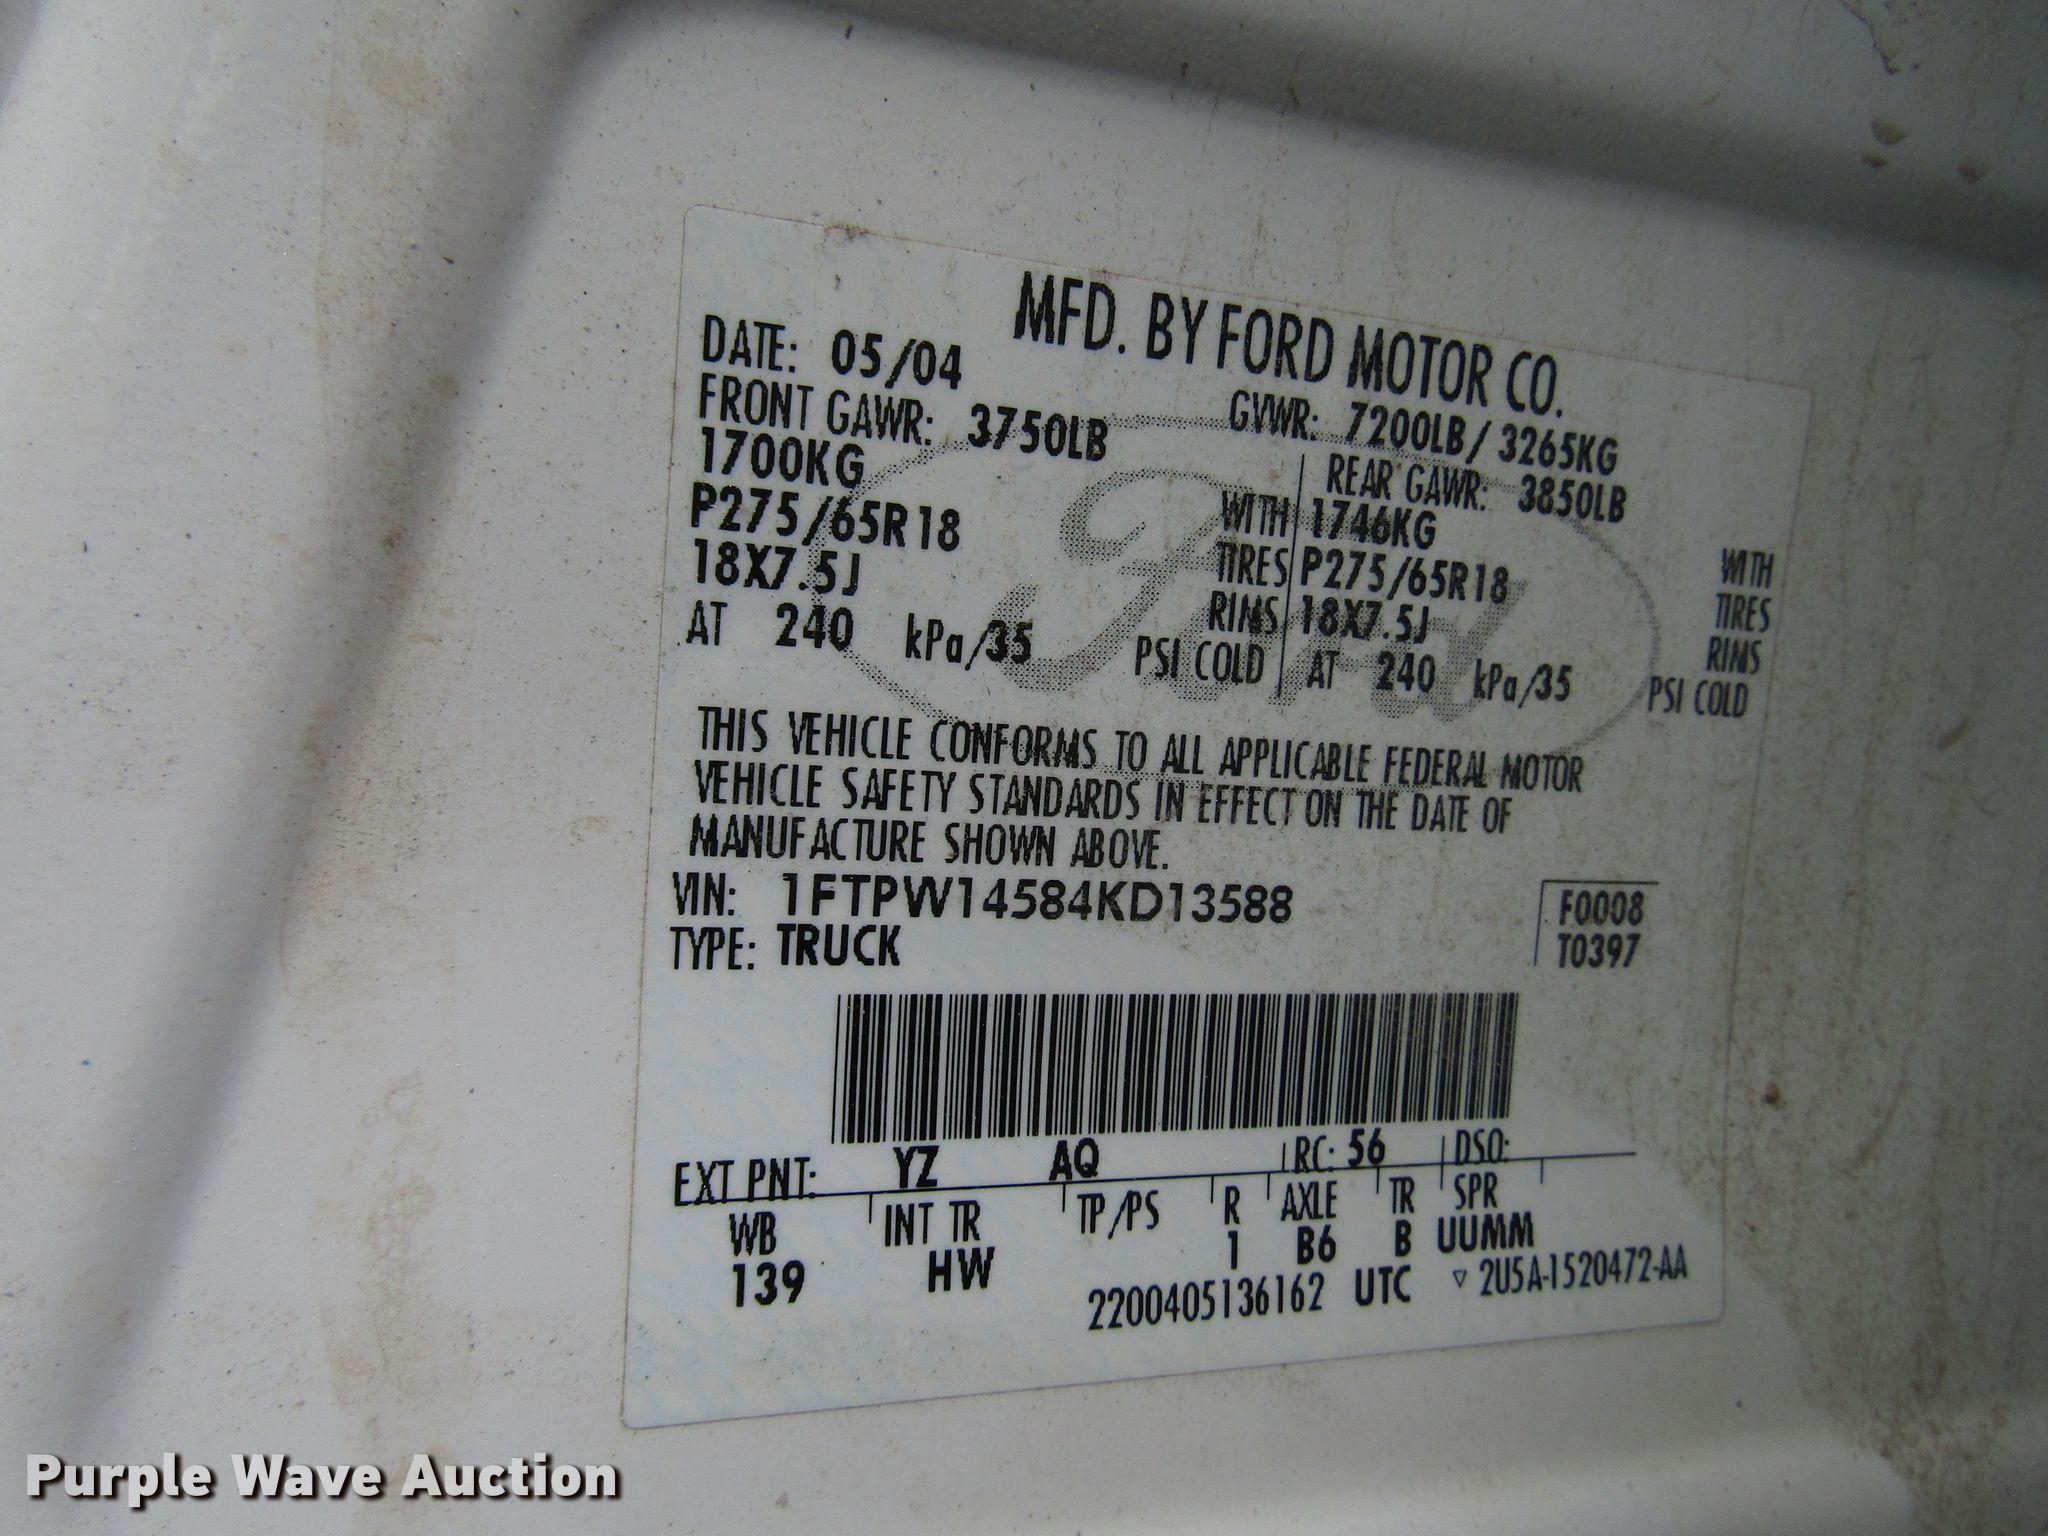 MFD. BY FORD MOTOR CO.
DATE: 05/04 GVWR: 7200LB/ 3265KG
FRONT GAWR: 3750LB REAR GAWR: 3850LB
1700KG WITH 1746KG WITH
P275/65R18 TIRES P275/65R18 TIRES
18X7.5J RIMS 18X7.5J RIMS
AT 240 kPa/35 PSI COLD AT 240 kPa/35 PSI COLD
Ford
THIS VEHICLE CONFORMS TO ALL APPLICABLE FEDERAL MOTOR
VEHICLE SAFETY STANDARDS IN EFFECT ON THE DATE OF
MANUFACTURE SHOWN ABOVE.
VIN: 1FTPW14584KD13588 F0008
TYPE: TRUCK T0397
EXT PNT: YZ AQ RC: 56 DSO:
WB INT TR TP/PS R AXLE TR SPR
139 HW 1 B6 B UUMM
2200405136162 UTC ▽ 2U5A-1520472-AA
Purple Wave Auction